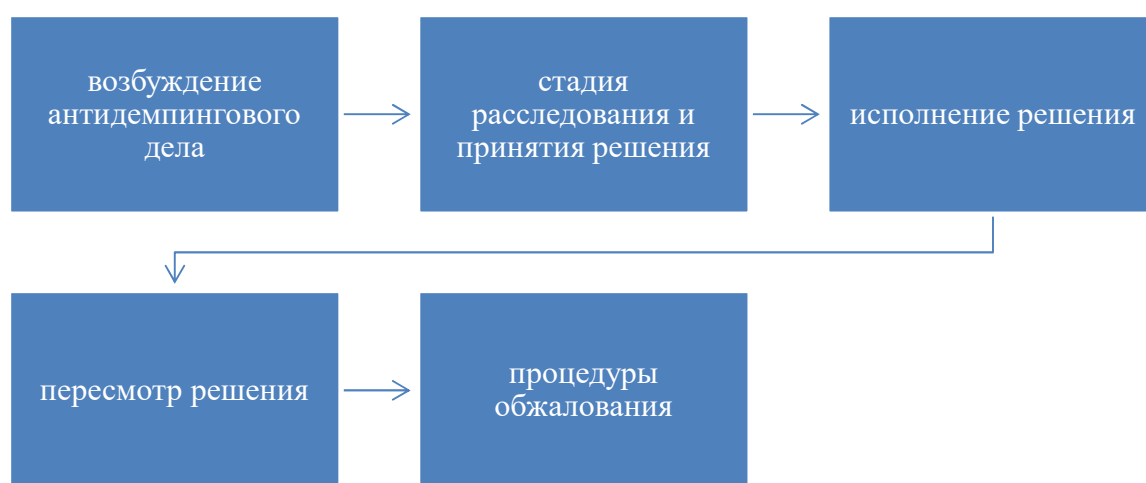 возбуждение
антидемпингового
дела
стадия
расследования и
принятия решения
исполнение решения
пересмотр решения
процедуры
обжалования